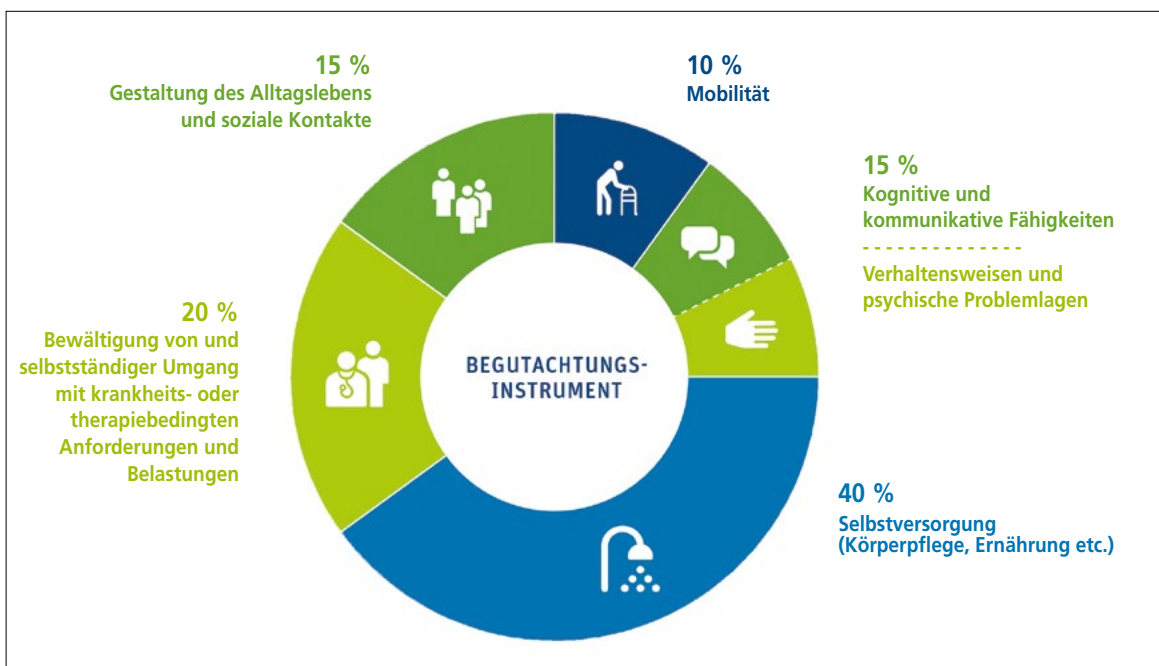 15 %
Gestaltung des Alltagslebens
und soziale Kontakte
10 %
Mobilität
15 %
Kognitive und
kommunikative Fähigkeiten
Verhaltensweisen und
psychische Problemlagen
20 %
Bewältigung von und
selbstständiger Umgang
mit krankheits- oder
therapiebedingten
Anforderungen und
Belastungen
BEGUTACHTUNGS-
INSTRUMENT
40 %
Selbstversorgung
(Körperpflege, Ernährung etc.)